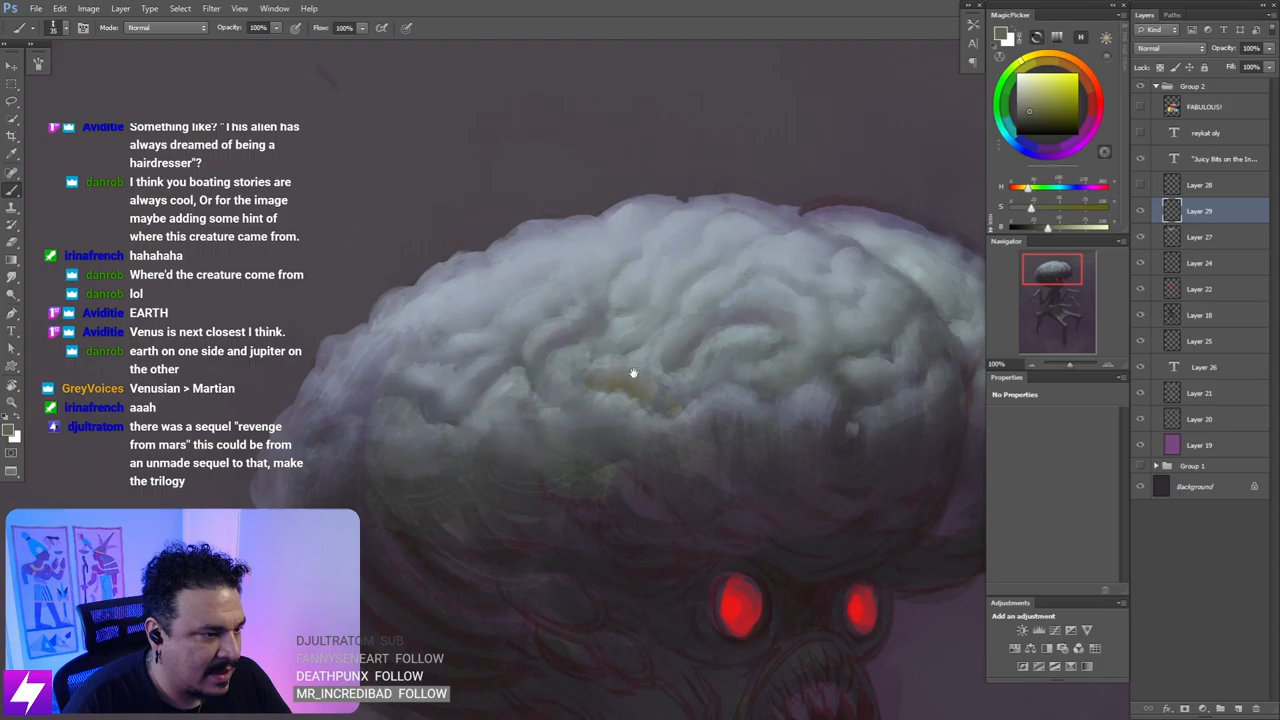 Ps File Edit Image Layer Type Select Filter View Window Help
35 Mode: Normal Opacity: 100% Flow: 100%
MagicPicker
H
H
S
B
Navigator
100%
Properties
No Properties
Adjustments
Add an adjustment
Layers Paths
Kind
Normal Opacity: 100%
Lock: Fill: 100%
Group 2
FABULOUS!
reykat oly
"Juicy Bits on the In...
Layer 28
Layer 29
Layer 27
Layer 24
Layer 22
Layer 18
Layer 25
Layer 26
Layer 21
Layer 20
Layer 19
Group 1
Background
Aviditie Something like? "This alien has
always dreamed of being a
hairdresser"?
danrob I think you boating stories are
always cool, Or for the image
maybe adding some hint of
where this creature came from.
irinafrench hahahaha
danrob Where'd the creature come from
danrob lol
Aviditie EARTH
Aviditie Venus is next closest I think.
danrob earth on one side and jupiter on
the other
GreyVoices Venusian > Martian
irinafrench aaah
djultratom there was a sequel "revenge
from mars" this could be from
an unmade sequel to that, make
the trilogy
DJULTRATOM SUB
FANNYSENEART FOLLOW
DEATHPUNX FOLLOW
MR_INCREDIBAD FOLLOW